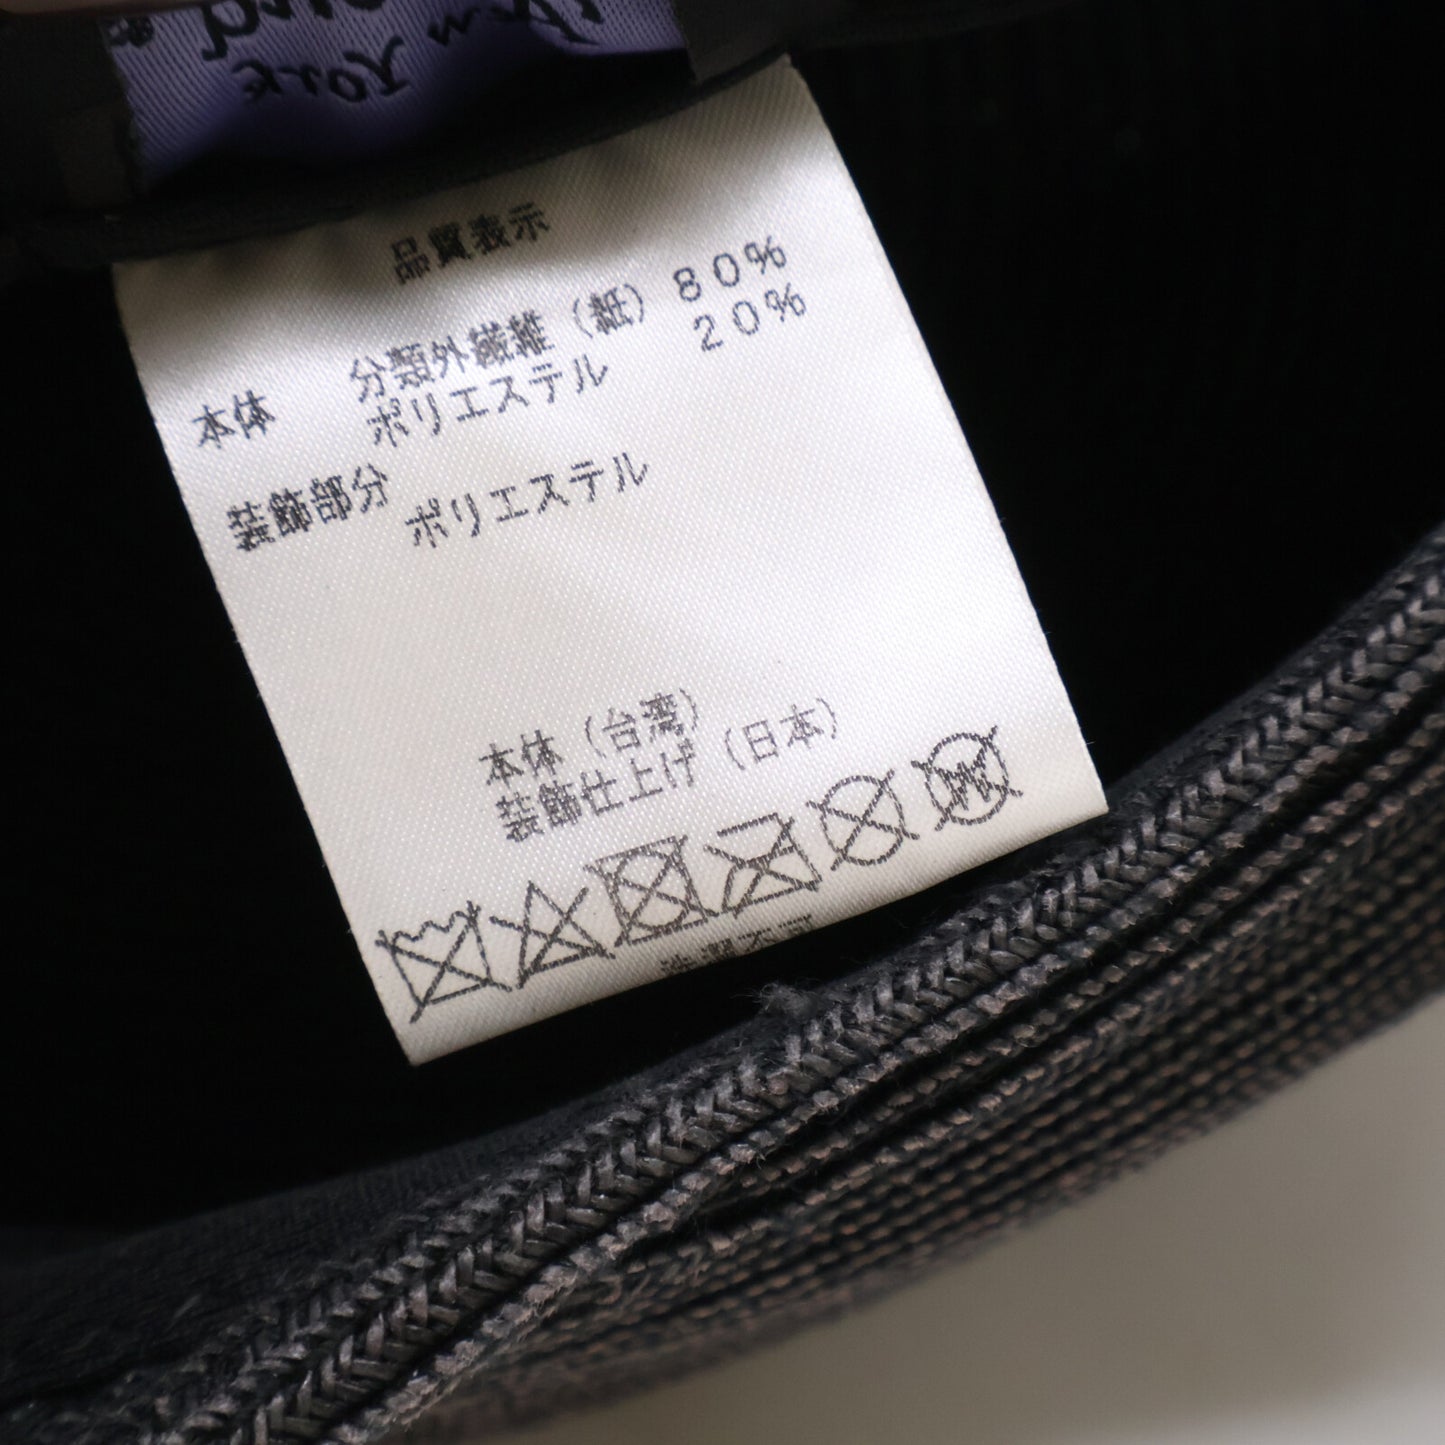 品質表示
本体 分類外繊維（紙） 80%
ポリエステル 20%
装飾部分 ポリエステル
本体（台湾）
装飾仕上げ（日本）